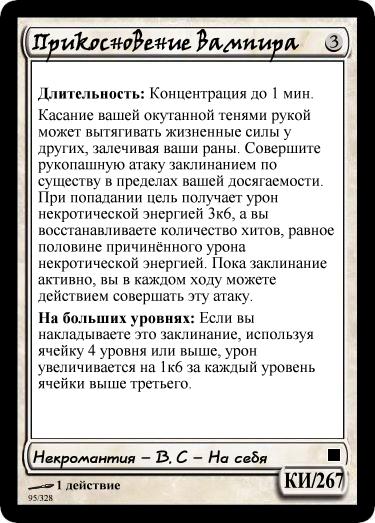 Прикосновение вампира 3
Длительность: Концентрация до 1 мин.
Касание вашей окутанной тенями рукой
может вытягивать жизненные силы у
других, залечивая ваши раны. Совершите
рукопашную атаку заклинанием по
существу в пределах вашей досягаемости.
При попадании цель получает урон
некротической энергией 3к6, а вы
восстанавливаете количество хитов, равное
половине причинённого урона
некротической энергией. Пока заклинание
активно, вы в каждом ходу можете
действием совершать эту атаку.
На больших уровнях: Если вы
накладываете это заклинание, используя
ячейку 4 уровня или выше, урон
увеличивается на 1к6 за каждый уровень
ячейки выше третьего.
Некромантия – В, С – На себя
1 действие
КИ/267
95/328